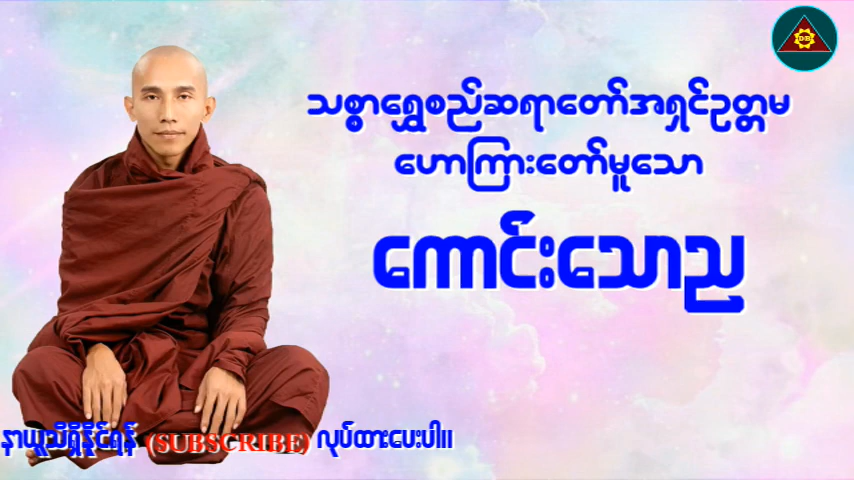 DB
သစ္စာရွှေစည်ဆရာတော်အရှင်ဥတ္တမ
ဟောကြားတော်မူသော
ကောင်းသောည
နာယူသိရှိနိုင်ရန် (SUBSCRIBE) လုပ်ထားပေးပါ။